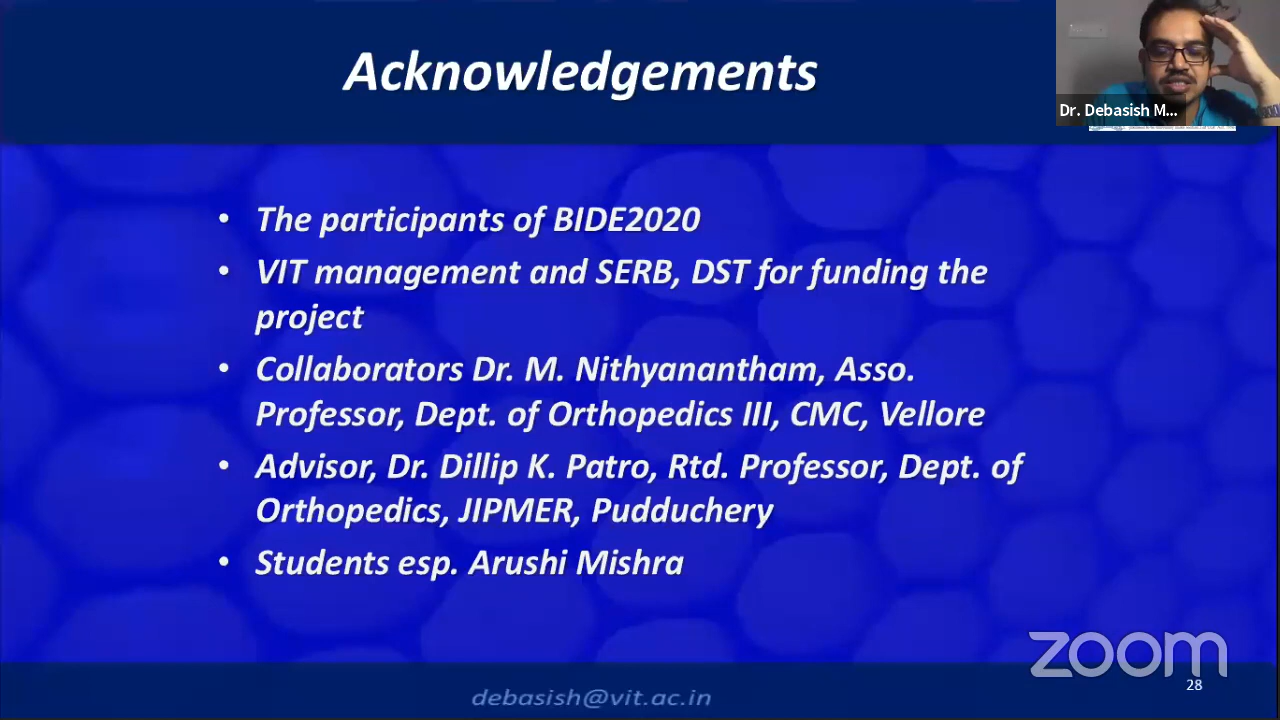 Acknowledgements
Dr. Debasish M...
• The participants of BIDE2020
• VIT management and SERB, DST for funding the
project
• Collaborators Dr. M. Nithyanantham, Asso.
Professor, Dept. of Orthopedics III, CMC, Vellore
• Advisor, Dr. Dillip K. Patro, Rtd. Professor, Dept. of
Orthopedics, JIPMER, Pudduchery
• Students esp. Arushi Mishra
zoom
28
debasish@vit.ac.in